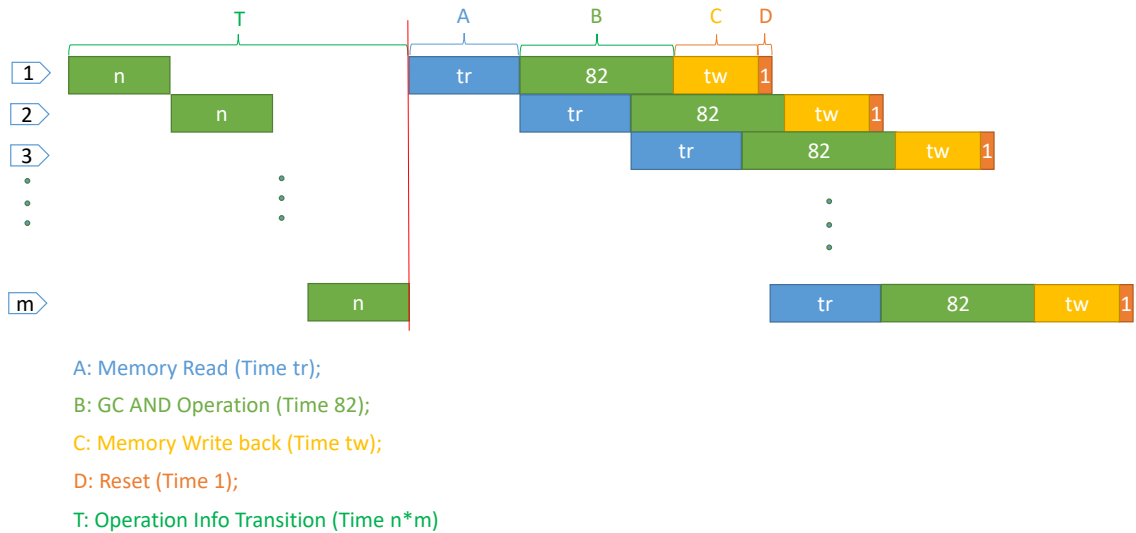 T
A
B
C
D
1
n
tr
82
tw
1
2
n
tr
82
tw
1
3
tr
82
tw
1
m
n
tr
82
tw
1
A: Memory Read (Time tr);
B: GC AND Operation (Time 82);
C: Memory Write back (Time tw);
D: Reset (Time 1);
T: Operation Info Transition (Time n*m)